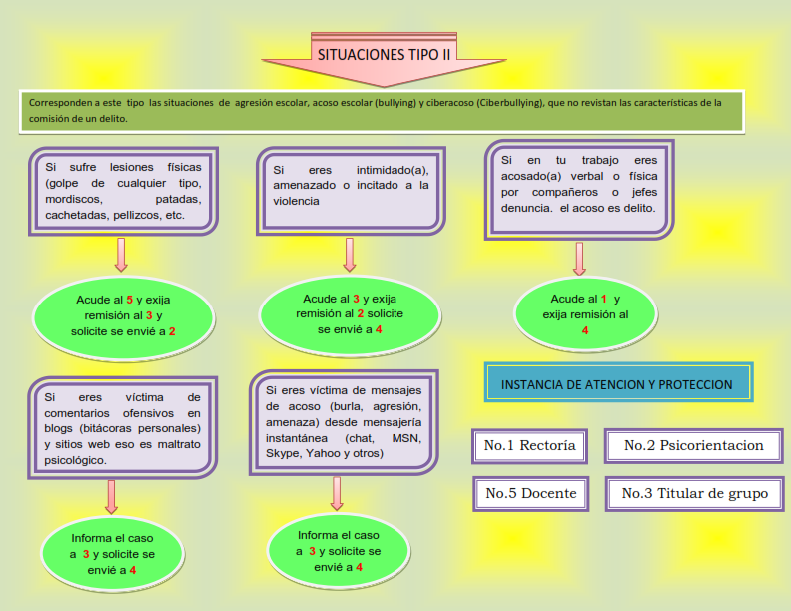 SITUACIONES TIPO II
Corresponden a este tipo las situaciones de agresión escolar, acoso escolar (bullying) y ciberacoso (Ciberbullying), que no revistan las características de la
comisión de un delito.
Si sufre lesiones físicas
(golpe de cualquier tipo,
mordiscos, patadas,
cachetadas, pellizcos, etc.
Acude al 5 y exija
remisión al 3 y
solicite se envié a 2
Si eres intimidado(a),
amenazado o incitado a la
violencia
Acude al 3 y exija
remisión al 2 solicite
se envié a 4
Si en tu trabajo eres
acosado(a) verbal o física
por compañeros o jefes
denuncia. el acoso es delito.
Acude al 1 y
exija remisión al
4
Si eres víctima de
comentarios ofensivos en
blogs (bitácoras personales)
y sitios web eso es maltrato
psicológico.
Informa el caso
a 3 y solicite se
envié a 4
Si eres víctima de mensajes
de acoso (burla, agresión,
amenaza) desde mensajería
instantánea (chat, MSN,
Skype, Yahoo y otros)
Informa el caso
a 3 y solicite se
envié a 4
INSTANCIA DE ATENCION Y PROTECCION
No.1 Rectoría
No.2 Psicorientacion
No.5 Docente
No.3 Titular de grupo